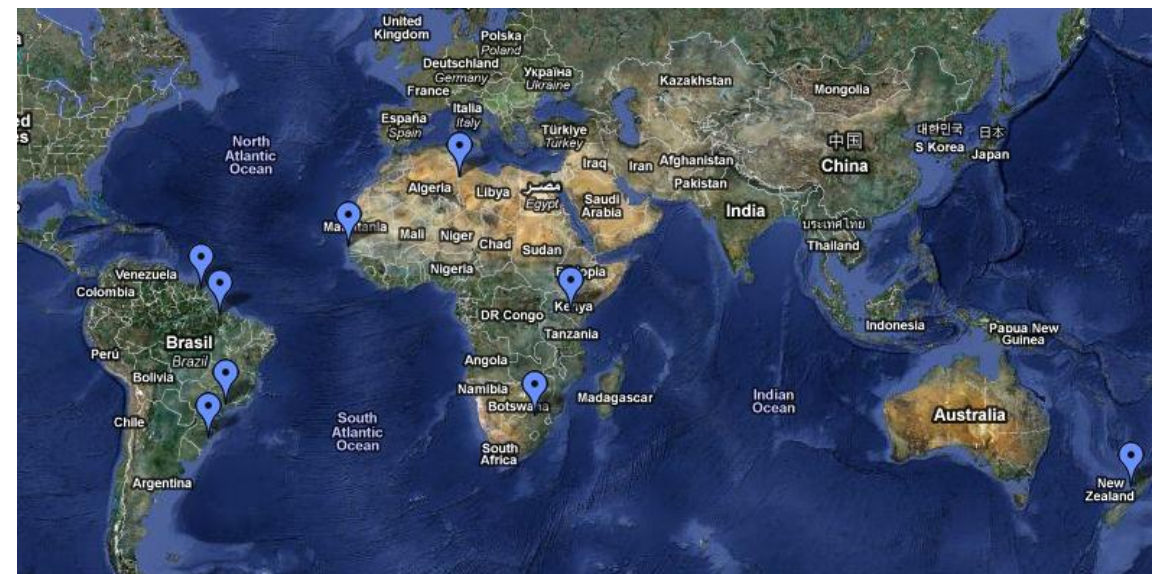 United
Kingdom
Polska
Poland
Deutschland
Germany
Україна
Ukraine
France
Kazakhstan
Mongolia
Italia
Italy
España
Spain
Türkiye
Turkey
中国
China
대한민국
S Korea
日本
Japan
North
Atlantic
Ocean
Iraq
Iran
Afghanistan
Pakistan
Algeria
Libya
مصر
Egypt
Saudi
Arabia
India
ประเทศไทย
Thailand
Mali
Niger
Chad
Sudan
Nigeria
Venezuela
Colombia
Kenya
DR Congo
Tanzania
Indonesia
Papua New
Guinea
Brasil
Brazil
Perú
Bolivia
Angola
Namibia
Botswana
Madagascar
Indian
Ocean
Chile
South
Atlantic
Ocean
Australia
South
Africa
Argentina
New
Zealand